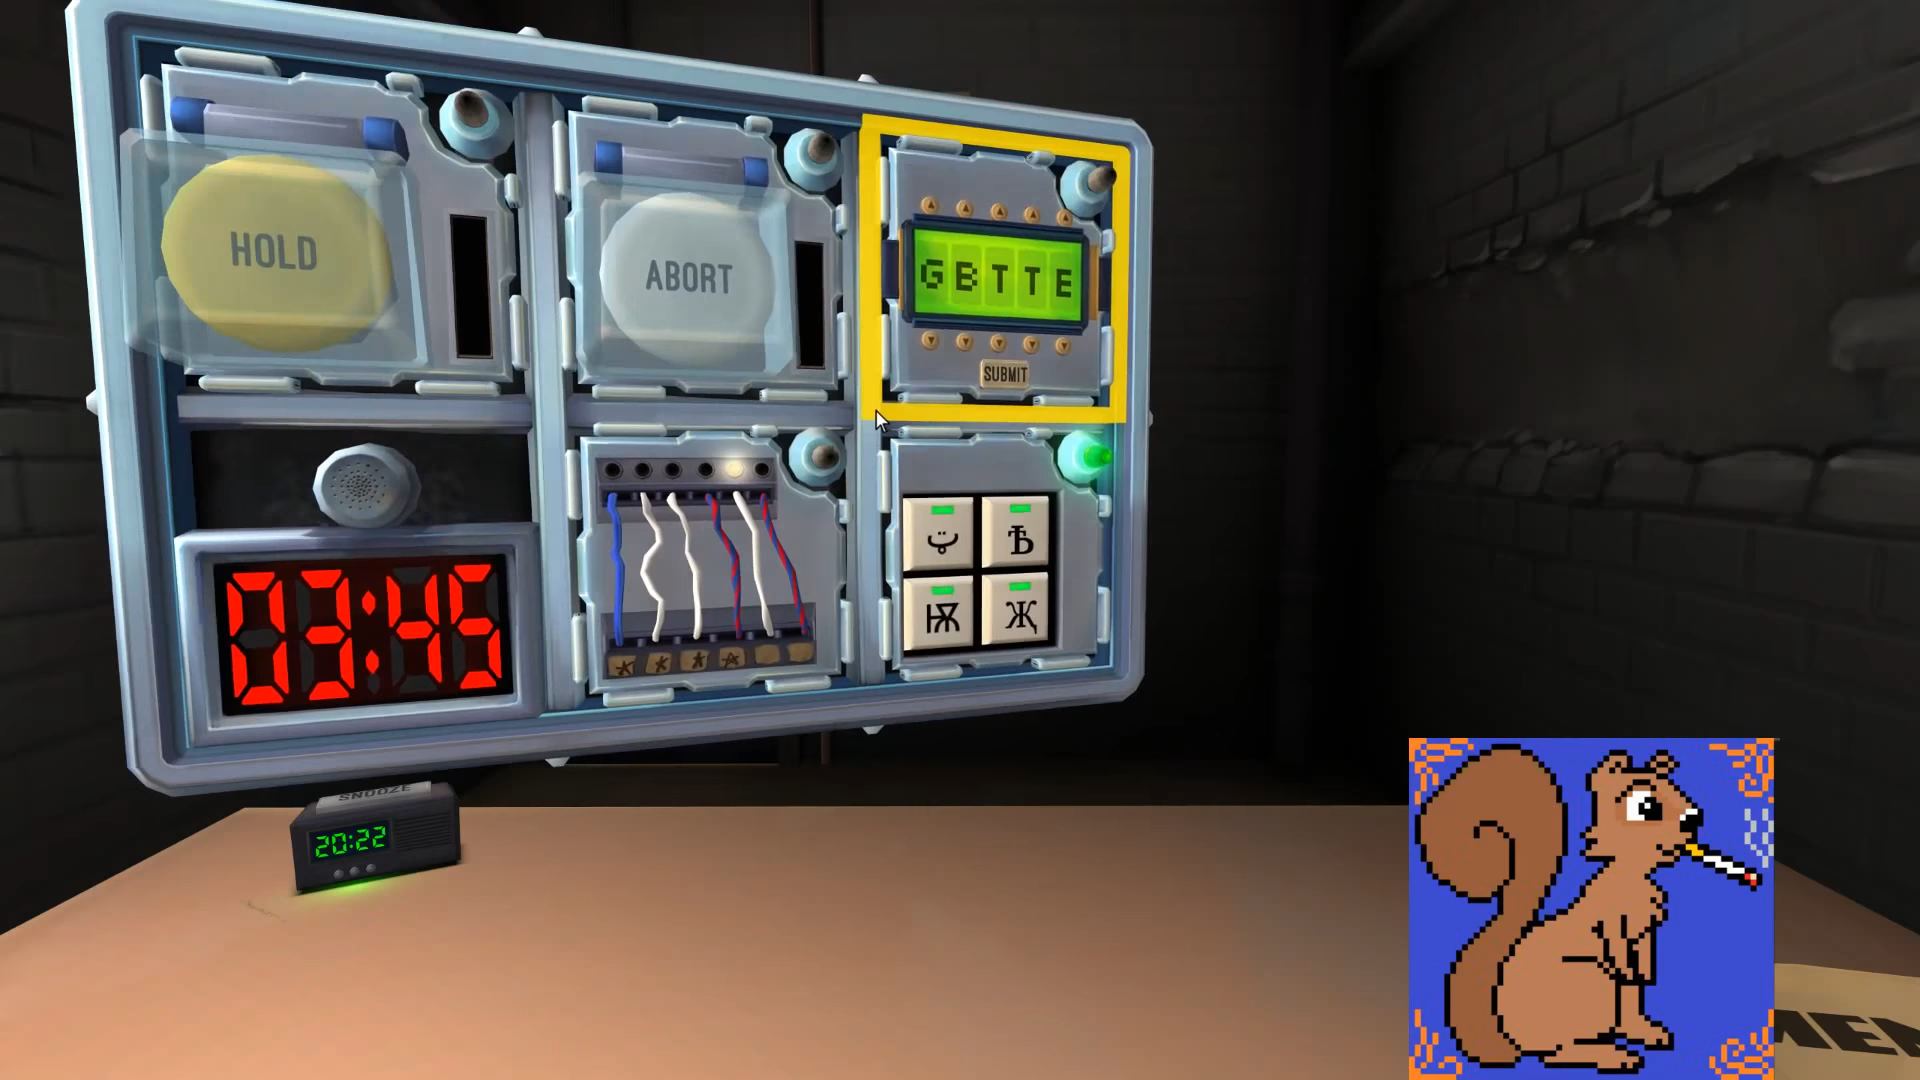 HOLD
ABORT
GBTTE
SUBMIT
03:45
ټ Ѣ
Ѭ Җ
SNOOZE
20:22